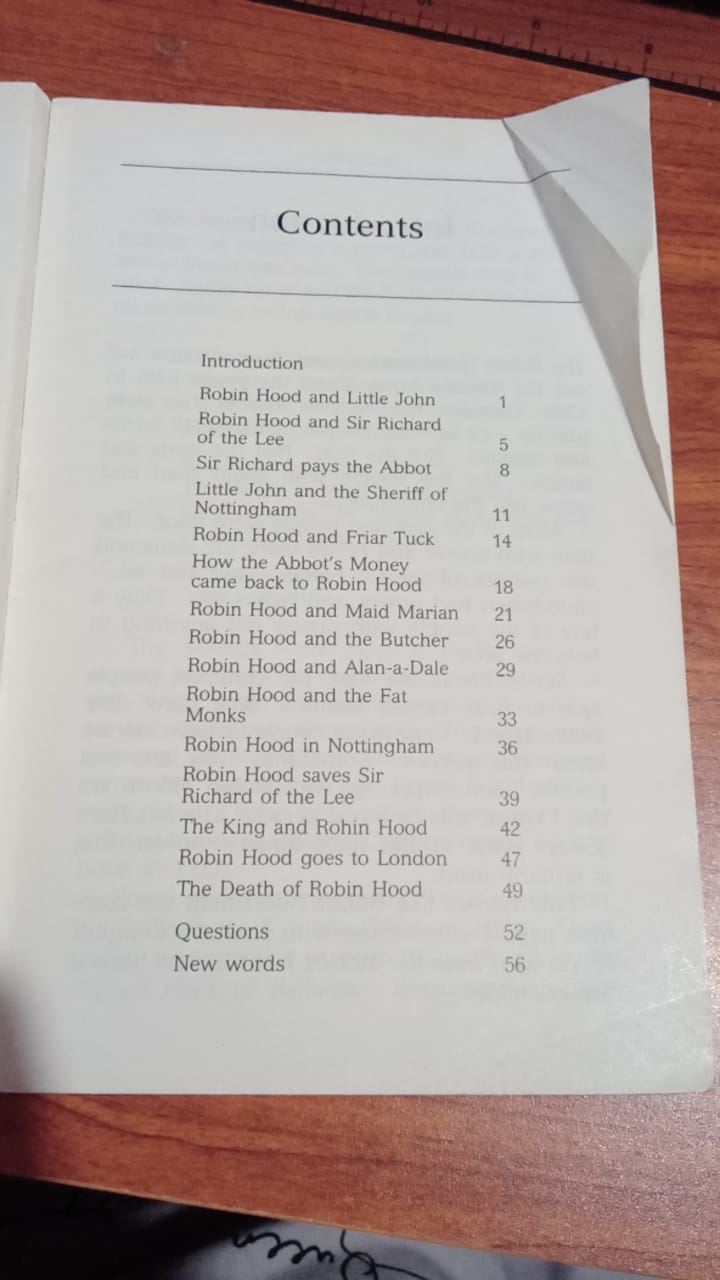 Contents
Introduction
Robin Hood and Little John 1
Robin Hood and Sir Richard
of the Lee 5
Sir Richard pays the Abbot 8
Little John and the Sheriff of
Nottingham 11
Robin Hood and Friar Tuck 14
How the Abbot's Money
came back to Robin Hood 18
Robin Hood and Maid Marian 21
Robin Hood and the Butcher 26
Robin Hood and Alan-a-Dale 29
Robin Hood and the Fat
Monks 33
Robin Hood in Nottingham 36
Robin Hood saves Sir
Richard of the Lee 39
The King and Rohin Hood 42
Robin Hood goes to London 47
The Death of Robin Hood 49
Questions 52
New words 56